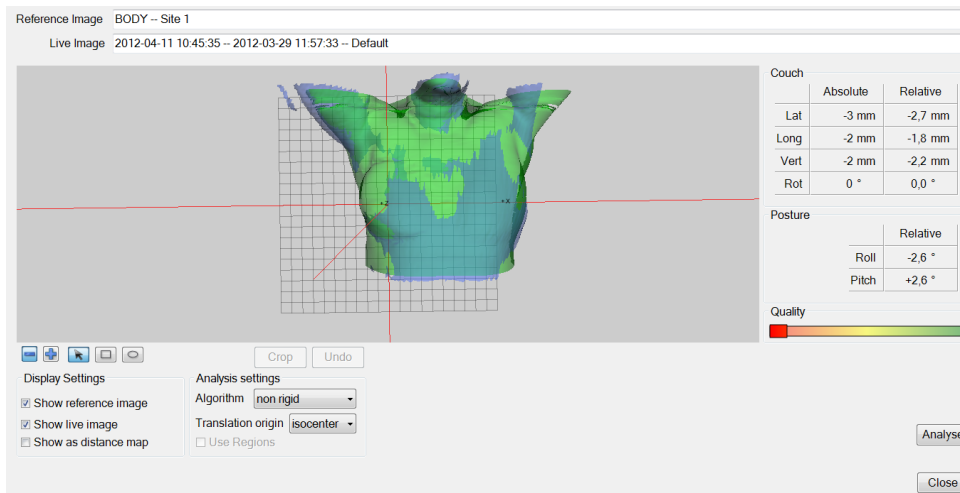 Reference Image BODY -- Site 1
Live Image 2012-04-11 10:45:35 -- 2012-03-29 11:57:33 -- Default
Couch
Absolute Relative
Lat -3 mm -2,7 mm
Long -2 mm -1,8 mm
Vert -2 mm -2,2 mm
Rot 0 ° 0,0 °
Posture
Relative
Roll -2,6 °
Pitch +2,6 °
Quality
+Z
+X
Crop Undo
Display Settings
Show reference image
Show live image
Show as distance map
Analysis settings
Algorithm non rigid
Translation origin isocenter
Use Regions
Analyse
Close